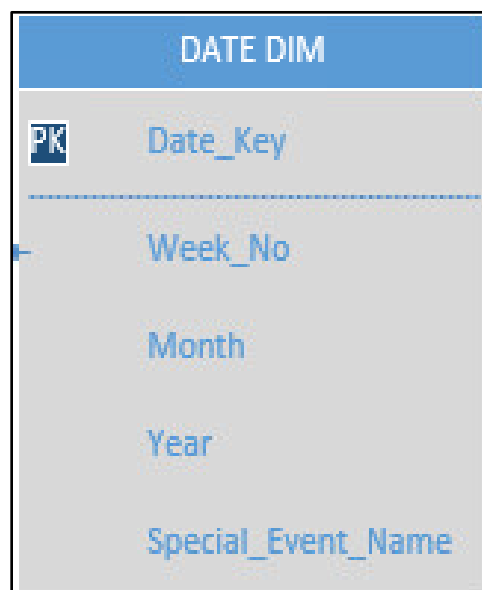 DATE DIM
PK Date_Key
Week_No
Month
Year
Special_Event_Name